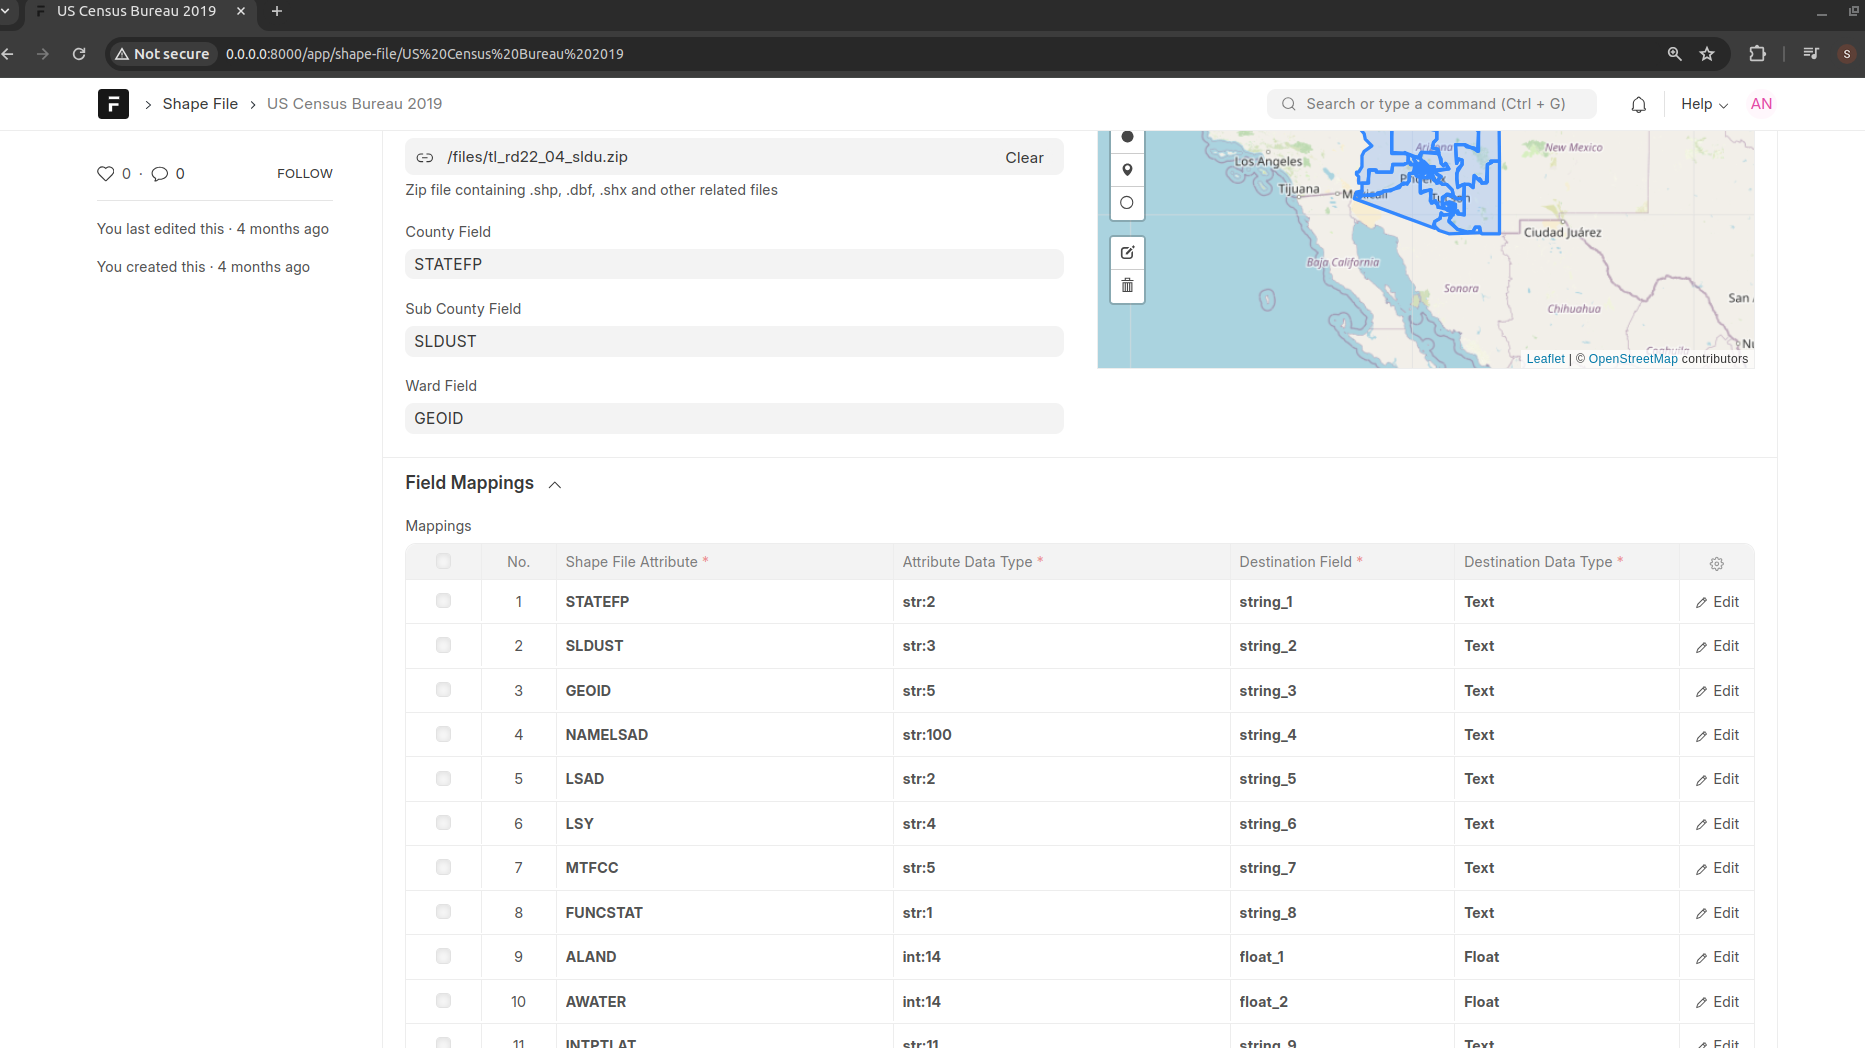 US Census Bureau 2019
Not secure 0.0.0.0:8000/app/shape-file/US%20Census%20Bureau%202019 S
F Shape File US Census Bureau 2019 Search or type a command (Ctrl + G) Help AN
0 · 0 FOLLOW
You last edited this · 4 months ago
You created this · 4 months ago
/files/tl_rd22_04_sldu.zip Clear
Zip file containing .shp, .dbf, .shx and other related files
County Field
STATEFP
Sub County Field
SLDUST
Ward Field
GEOID
Arizona New Mexico
Los Angeles
Phoenix
Tijuana Mexicali Tucson
Ciudad Juárez
Baja California
Sonora
San
Chihuahua
Coahuila Nu
Leaflet | © OpenStreetMap contributors
Field Mappings
Mappings
No. Shape File Attribute * Attribute Data Type * Destination Field * Destination Data Type *
1 STATEFP str:2 string_1 Text Edit
2 SLDUST str:3 string_2 Text Edit
3 GEOID str:5 string_3 Text Edit
4 NAMELSAD str:100 string_4 Text Edit
5 LSAD str:2 string_5 Text Edit
6 LSY str:4 string_6 Text Edit
7 MTFCC str:5 string_7 Text Edit
8 FUNCSTAT str:1 string_8 Text Edit
9 ALAND int:14 float_1 Float Edit
10 AWATER int:14 float_2 Float Edit
11 INTPTLAT str:11 string_9 Text Edit